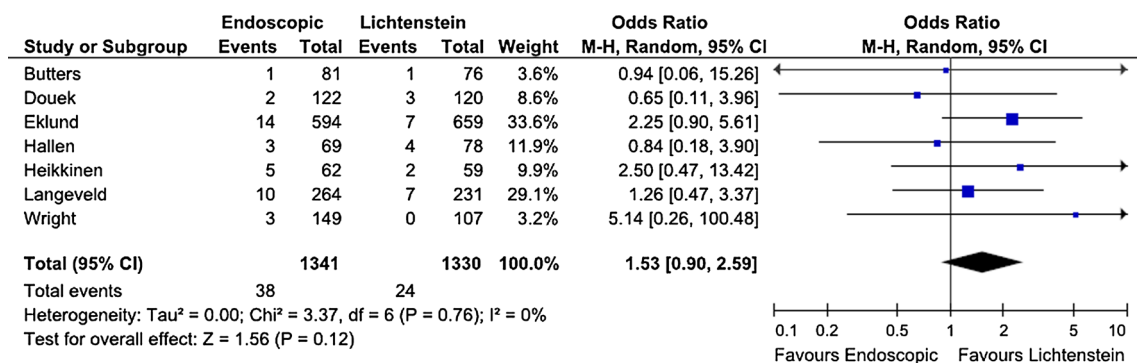 Endoscopic Lichtenstein Odds Ratio Odds Ratio
Study or Subgroup Events Total Events Total Weight M-H, Random, 95% CI M-H, Random, 95% CI
Butters 1 81 1 76 3.6% 0.94 [0.06, 15.26]
Douek 2 122 3 120 8.6% 0.65 [0.11, 3.96]
Eklund 14 594 7 659 33.6% 2.25 [0.90, 5.61]
Hallen 3 69 4 78 11.9% 0.84 [0.18, 3.90]
Heikkinen 5 62 2 59 9.9% 2.50 [0.47, 13.42]
Langeveld 10 264 7 231 29.1% 1.26 [0.47, 3.37]
Wright 3 149 0 107 3.2% 5.14 [0.26, 100.48]
Total (95% CI) 1341 1330 100.0% 1.53 [0.90, 2.59]
Total events 38 24
Heterogeneity: Tau² = 0.00; Chi² = 3.37, df = 6 (P = 0.76); I² = 0%
Test for overall effect: Z = 1.56 (P = 0.12)
0.1 0.2 0.5 1 2 5 10
Favours Endoscopic Favours Lichtenstein